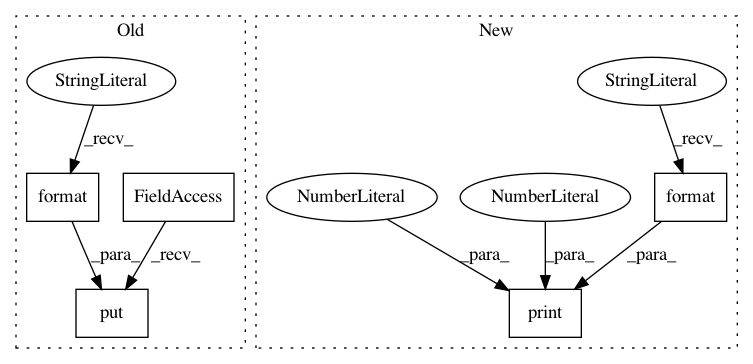 Old
New
StringLiteral
StringLiteral
_recv_
_recv_
format
FieldAccess
NumberLiteral
NumberLiteral
format
_para_
_recv_
_para_
_para_
_para_
put
print